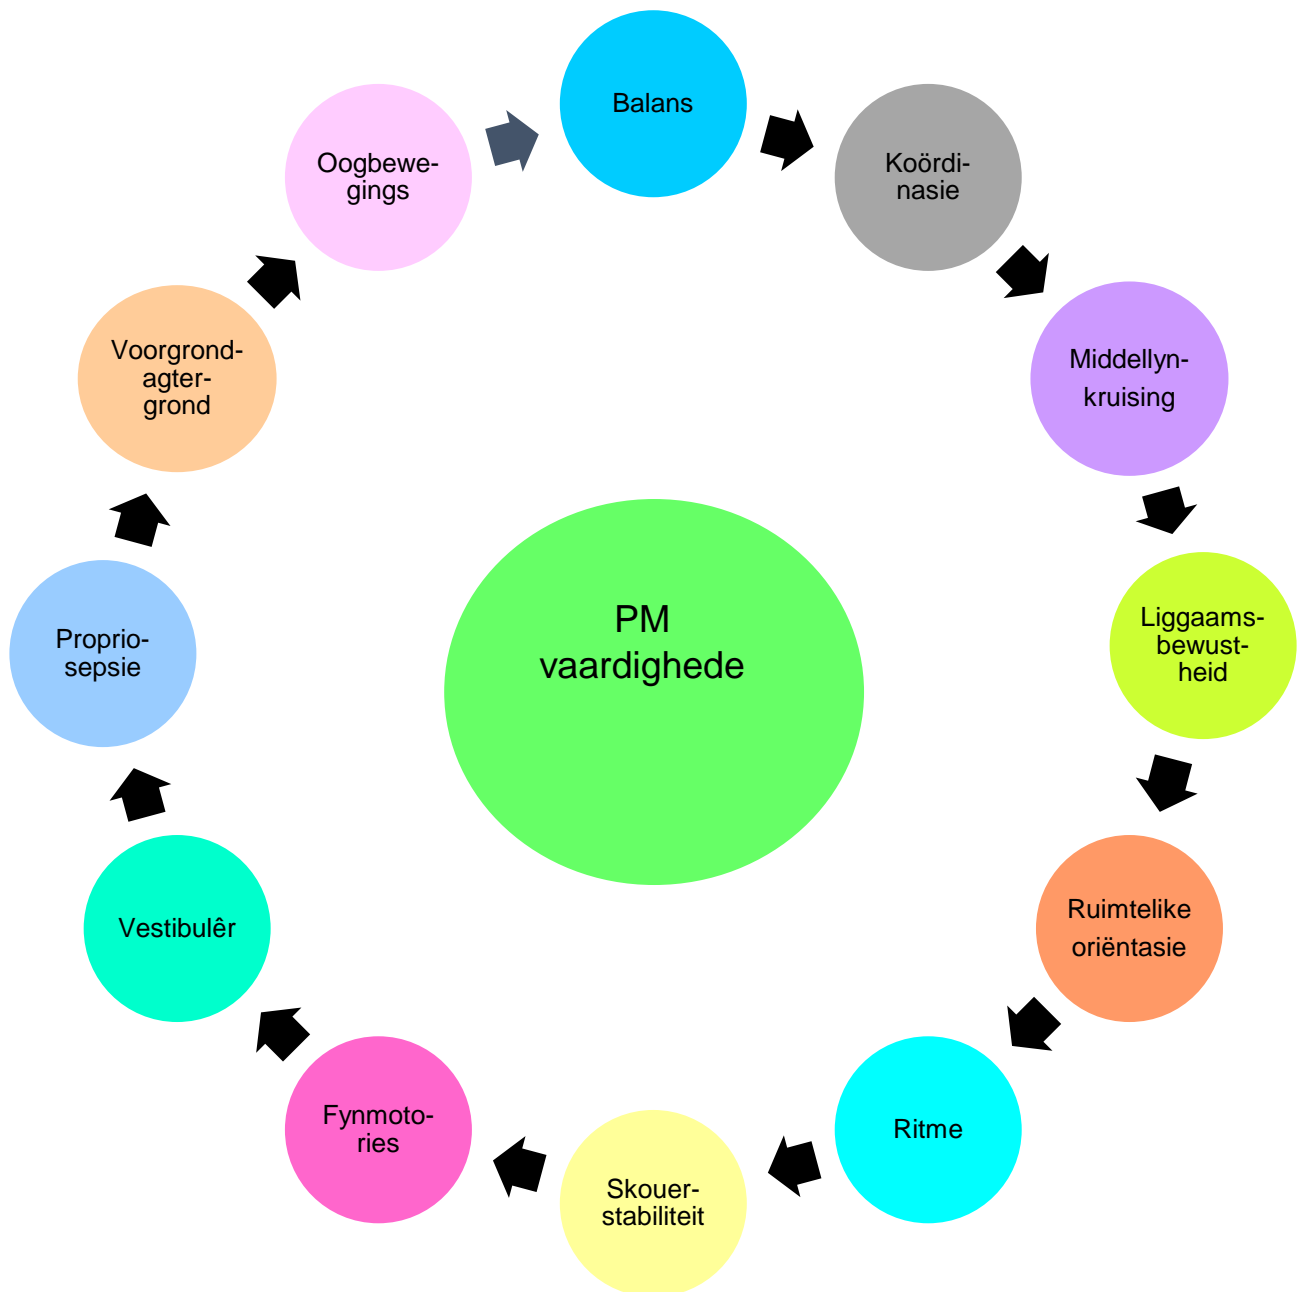 Balans
Koördi-
nasie
Middellyn-
kruising
Liggaams-
bewust-
heid
Ruimtelike
oriëntasie
Ritme
Skouer-
stabiliteit
Fynmoto-
ries
Vestibulêr
Proprio-
sepsie
Voorgrond-
agter-
grond
Oogbewe-
gings
PM
vaardighede